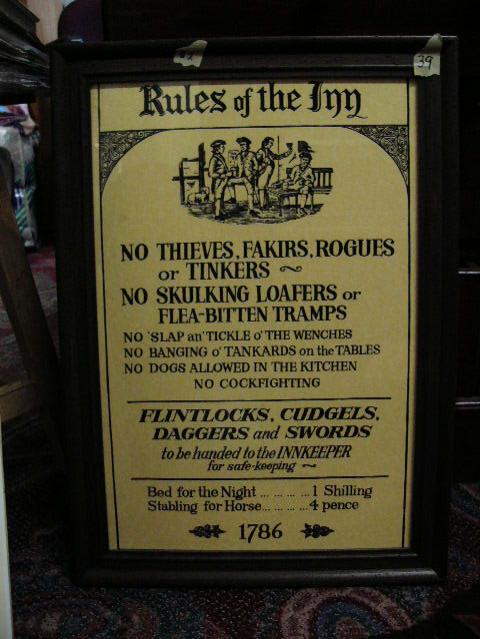 39
Rules of the Inn
NO THIEVES, FAKIRS, ROGUES
or TINKERS ~
NO SKULKING LOAFERS or
FLEA-BITTEN TRAMPS
NO 'SLAP an' TICKLE o' THE WENCHES
NO BANGING o' TANKARDS on the TABLES
NO DOGS ALLOWED IN THE KITCHEN
NO COCKFIGHTING
FLINTLOCKS, CUDGELS,
DAGGERS and SWORDS
to be handed to the INNKEEPER
for safe-keeping ~
Bed for the Night ... ... ... ... 1 Shilling
Stabling for Horse... ... ... ... 4 pence
1786